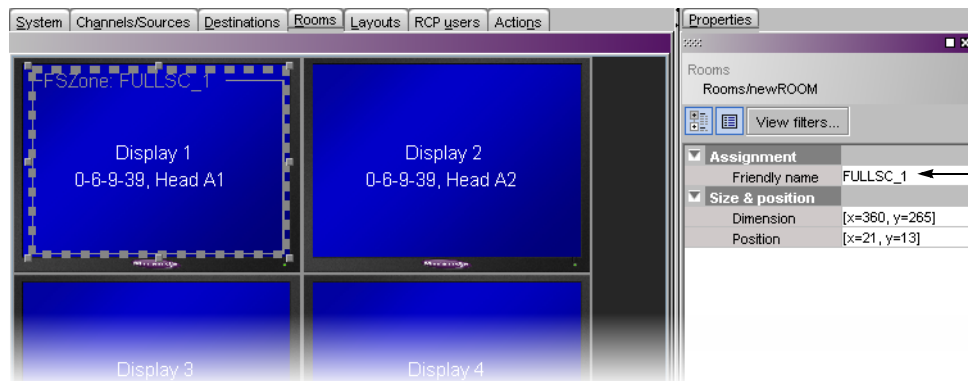 System Channels/Sources Destinations Rooms Layouts RCP users Actions
FSZone: FULLSC_1
Display 1
0-6-9-39, Head A1
Display 2
0-6-9-39, Head A2
Display 3
Display 4
Properties
Rooms
Rooms/newROOM
View filters...
Assignment
Friendly name FULLSC_1
Size & position
Dimension [x=360, y=265]
Position [x=21, y=13]